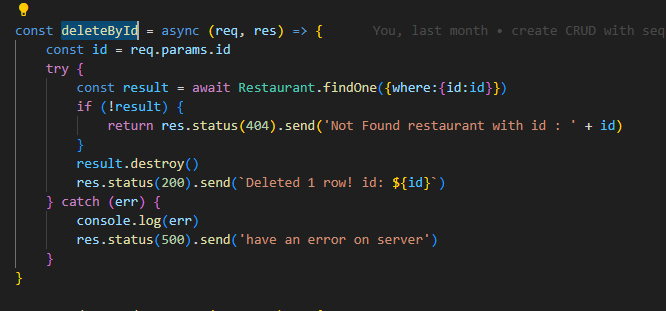 const deleteById = async (req, res) => {    You, last month • create CRUD with seq
    const id = req.params.id
    try {
        const result = await Restaurant.findOne({where:{id:id}})
        if (!result) {
            return res.status(404).send('Not Found restaurant with id : ' + id)
        }
        result.destroy()
        res.status(200).send(`Deleted 1 row! id: ${id}`)
    } catch (err) {
        console.log(err)
        res.status(500).send('have an error on server')
    }
}